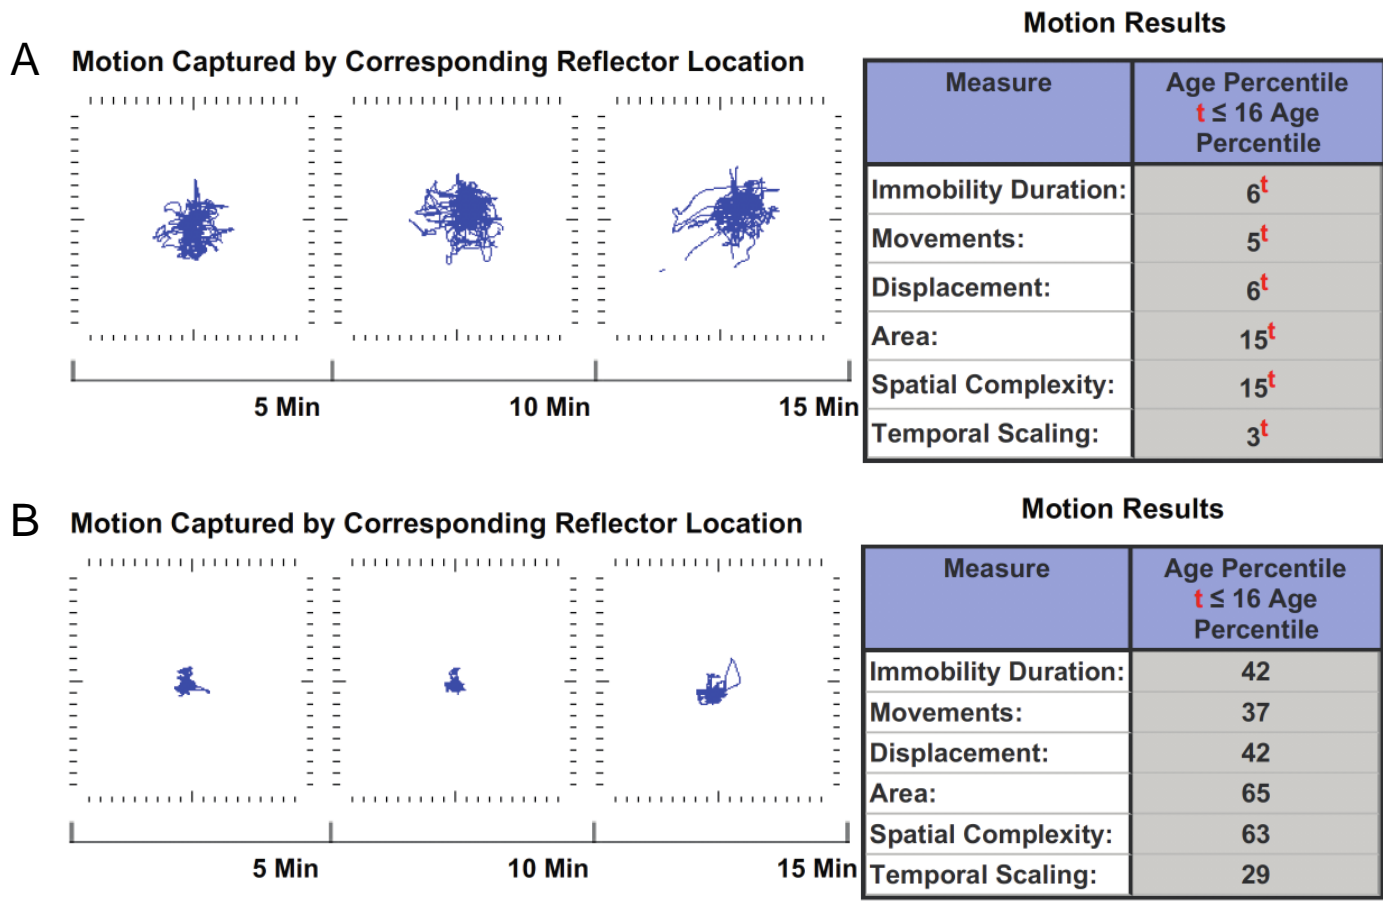 A
Motion Captured by Corresponding Reflector Location
5 Min
10 Min
15 Min
Motion Results
Measure
Age Percentile
t ≤ 16 Age
Percentile
Immobility Duration: 6t
Movements: 5t
Displacement: 6t
Area: 15t
Spatial Complexity: 15t
Temporal Scaling: 3t
B
Motion Captured by Corresponding Reflector Location
5 Min
10 Min
15 Min
Motion Results
Measure
Age Percentile
t ≤ 16 Age
Percentile
Immobility Duration: 42
Movements: 37
Displacement: 42
Area: 65
Spatial Complexity: 63
Temporal Scaling: 29